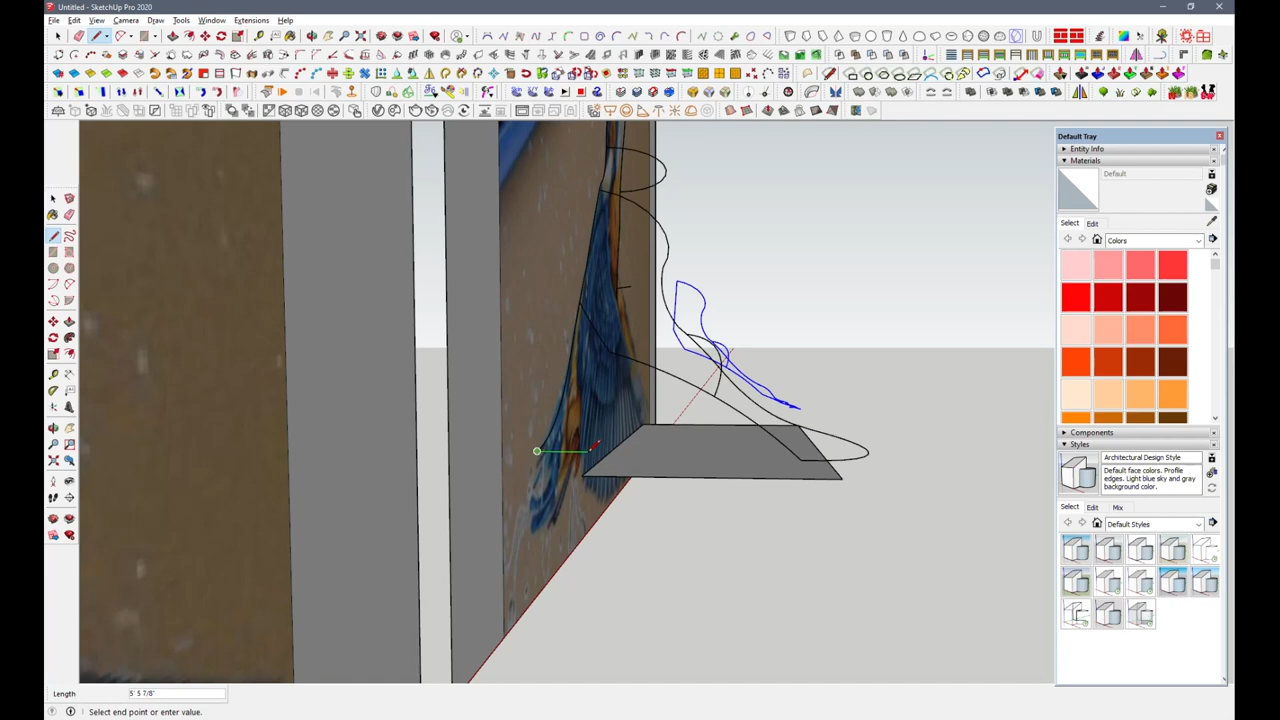 Untitled - SketchUp Pro 2020
File Edit View Camera Draw Tools Window Extensions Help
Default Tray
Entity Info
Materials
Default
Select Edit
Colors
Components
Styles
Architectural Design Style
Default face colors. Profile
edges. Light blue sky and gray
background color.
Select Edit Mix
Default Styles
Length 5' 5 7/8"
Select end point or enter value.